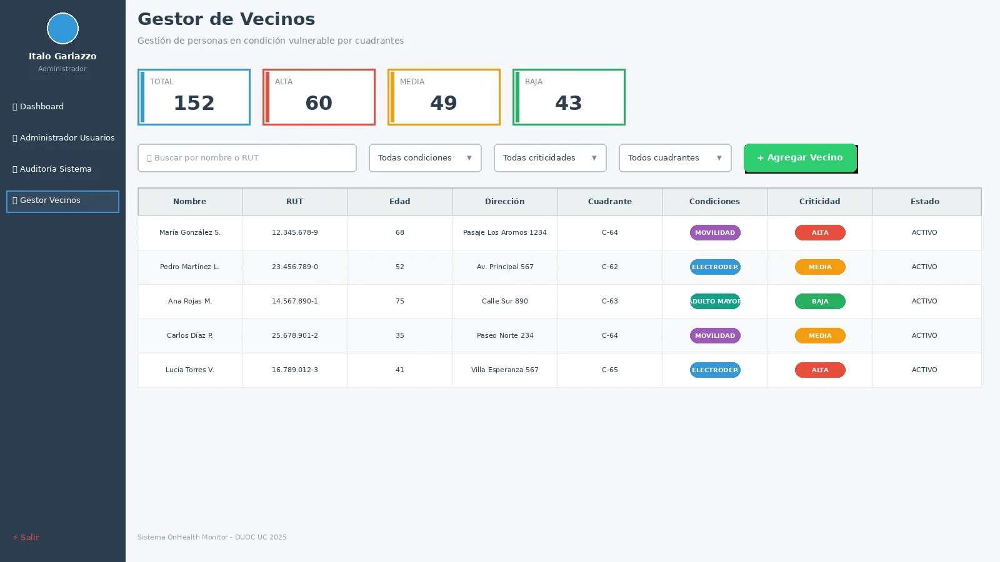 Italo Gariazzo
Administrador
Dashboard
Administrador Usuarios
Auditoría Sistema
Gestor Vecinos
⚡ Salir
Gestor de Vecinos
Gestión de personas en condición vulnerable por cuadrantes
TOTAL
152
ALTA
60
MEDIA
49
BAJA
43
Buscar por nombre o RUT
Todas condiciones ▼
Todas criticidades ▼
Todos cuadrantes ▼
+ Agregar Vecino
Nombre RUT Edad Dirección Cuadrante Condiciones Criticidad Estado
María González S. 12.345.678-9 68 Pasaje Los Aromos 1234 C-64 MOVILIDAD ALTA ACTIVO
Pedro Martínez L. 23.456.789-0 52 Av. Principal 567 C-62 ELECTRODEP. MEDIA ACTIVO
Ana Rojas M. 14.567.890-1 75 Calle Sur 890 C-63 ADULTO MAYOR BAJA ACTIVO
Carlos Díaz P. 25.678.901-2 35 Paseo Norte 234 C-64 MOVILIDAD MEDIA ACTIVO
Lucía Torres V. 16.789.012-3 41 Villa Esperanza 567 C-65 ELECTRODEP. ALTA ACTIVO
Sistema OnHealth Monitor - DUOC UC 2025